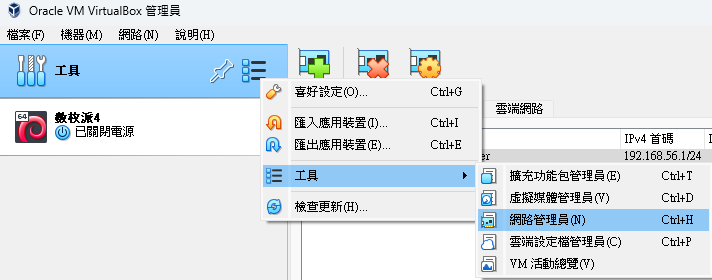 Oracle VM VirtualBox 管理員
檔案(F) 機器(M) 網路(N) 說明(H)
工具
64
敘枚派4
已關閉電源
喜好設定(O)... Ctrl+G
匯入應用裝置(I)... Ctrl+I
匯出應用裝置(E)... Ctrl+E
工具
檢查更新(H)...
雲端網路
IPv4 首碼
er 192.168.56.1/24
擴充功能包管理員(E) Ctrl+T
虛擬媒體管理員(V) Ctrl+D
網路管理員(N) Ctrl+H
雲端設定檔管理員(C) Ctrl+P
VM 活動總覽(V)